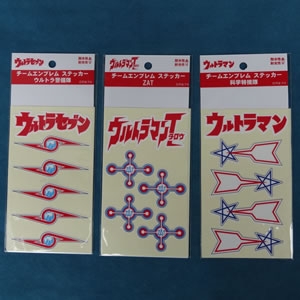 ウルトラセブン
チームエンブレム ステッカー
ウルトラ警備隊
ウルトラセブン
ウルトラマンT
チームエンブレム ステッカー
ZAT
ウルトラマンT
タロウ
ウルトラマン
チームエンブレム ステッカー
科学特捜隊
ウルトラマン